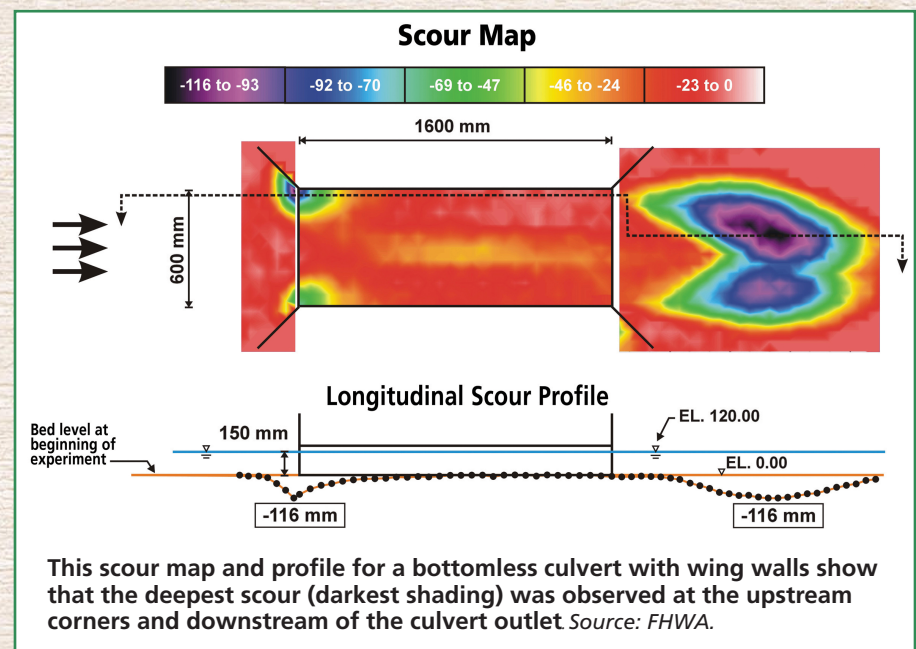 Scour Map
-116 to -93 -92 to -70 -69 to -47 -46 to -24 -23 to 0
1600 mm
600 mm
Longitudinal Scour Profile
Bed level at
beginning of
experiment
150 mm
EL. 120.00
EL. 0.00
-116 mm
-116 mm
This scour map and profile for a bottomless culvert with wing walls show
that the deepest scour (darkest shading) was observed at the upstream
corners and downstream of the culvert outlet. Source: FHWA.